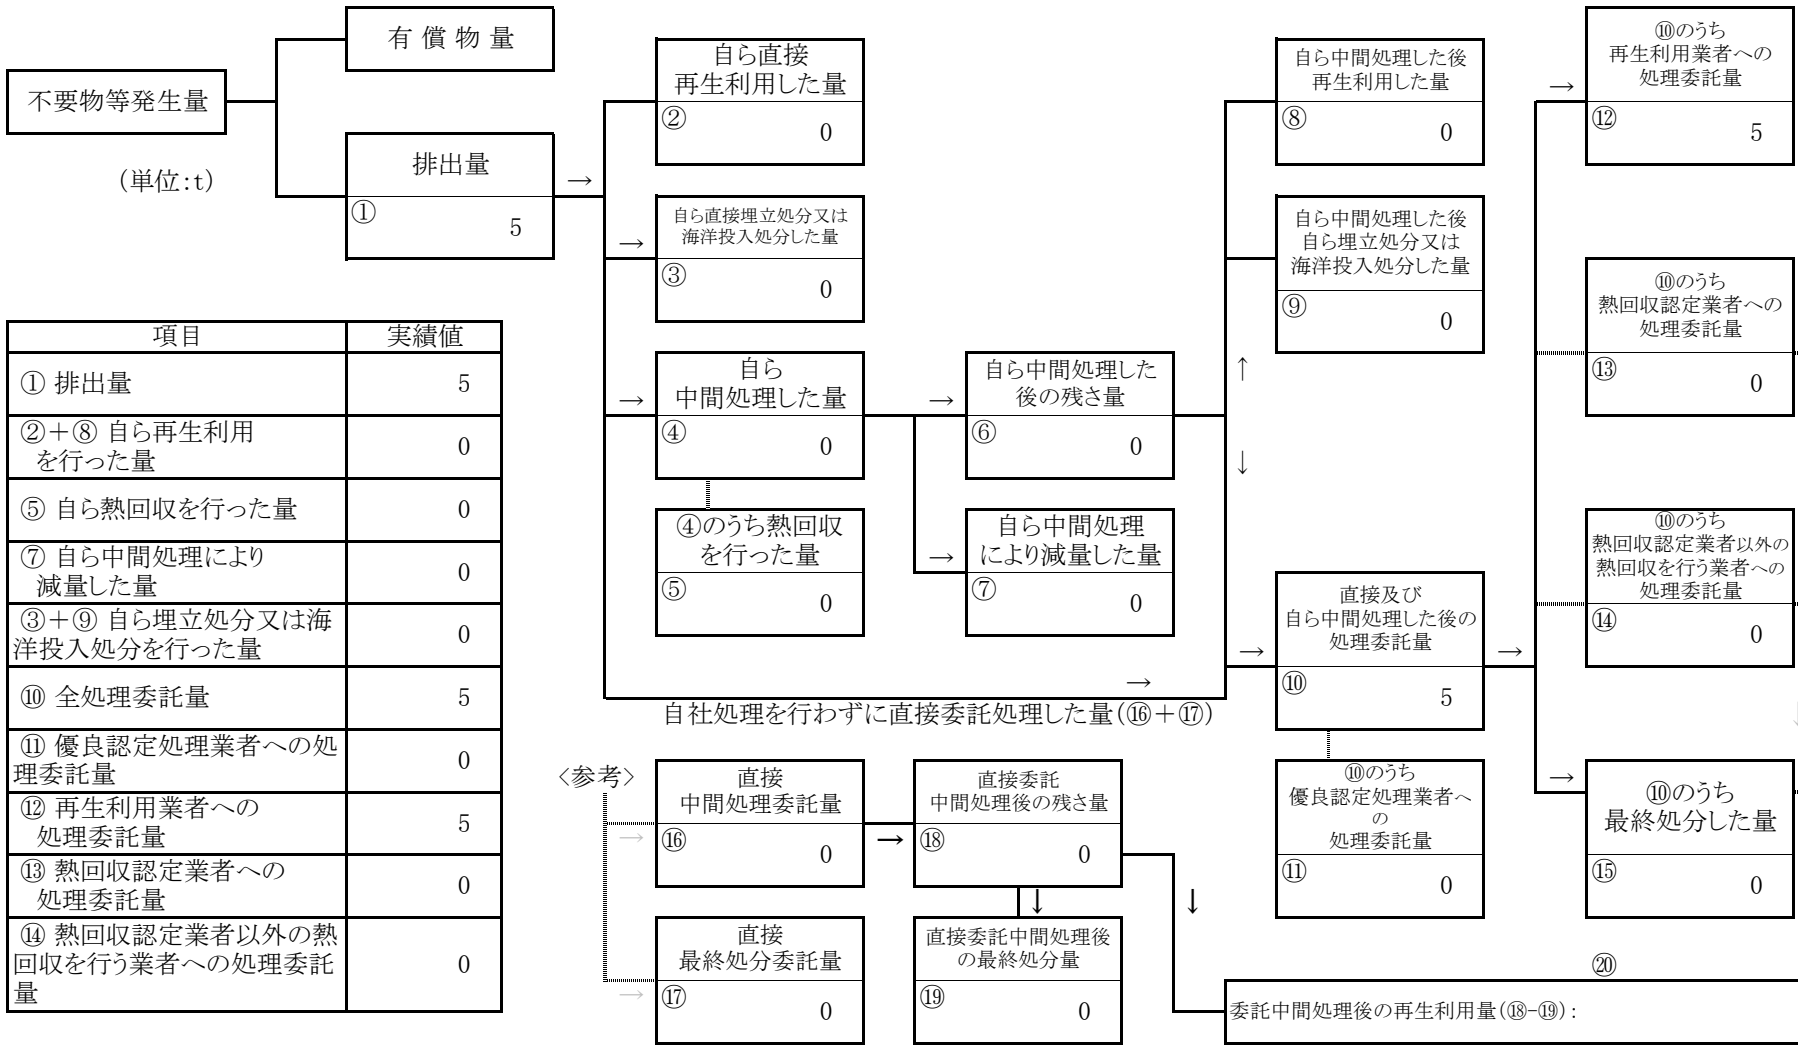 不要物等発生量
(単位:t)
有 償 物 量
排出量
①
5
→
自ら直接
再生利用した量
②
0
→
自ら直接埋立処分又は
海洋投入処分した量
③
0
→
自ら
中間処理した量
④
0
④のうち熱回収
を行った量
⑤
0
→
自ら中間処理した
後の残さ量
⑥
0
→
自ら中間処理
により減量した量
⑦
0
↑
↓
自ら中間処理した後
再生利用した量
⑧
0
自ら中間処理した後
自ら埋立処分又は
海洋投入処分した量
⑨
0
→
自社処理を行わずに直接委託処理した量(⑯+⑰)
→
直接及び
自ら中間処理した後の
処理委託量
⑩
5
⑩のうち
優良認定処理業者へ
の
処理委託量
⑪
0
→
→
⑩のうち
再生利用業者への
処理委託量
⑫
5
⑩のうち
熱回収認定業者への
処理委託量
⑬
0
⑩のうち
熱回収認定業者以外の
熱回収を行う業者への
処理委託量
⑭
0
↓
→
⑩のうち
最終処分した量
⑮
0
項目 実績値
① 排出量 5
②+⑧ 自ら再生利用
を行った量 0
⑤ 自ら熱回収を行った量 0
⑦ 自ら中間処理により
減量した量 0
③+⑨ 自ら埋立処分又は海
洋投入処分を行った量 0
⑩ 全処理委託量 5
⑪ 優良認定処理業者への処
理委託量 0
⑫ 再生利用業者への
処理委託量 5
⑬ 熱回収認定業者への
処理委託量 0
⑭ 熱回収認定業者以外の熱
回収を行う業者への処理委託
量 0
<参考>
→
直接
中間処理委託量
⑯
0
→
直接委託
中間処理後の残さ量
⑱
0
↓
↓
→
直接
最終処分委託量
⑰
0
直接委託中間処理後
の最終処分量
⑲
0
⑳
委託中間処理後の再生利用量(⑱-⑲):